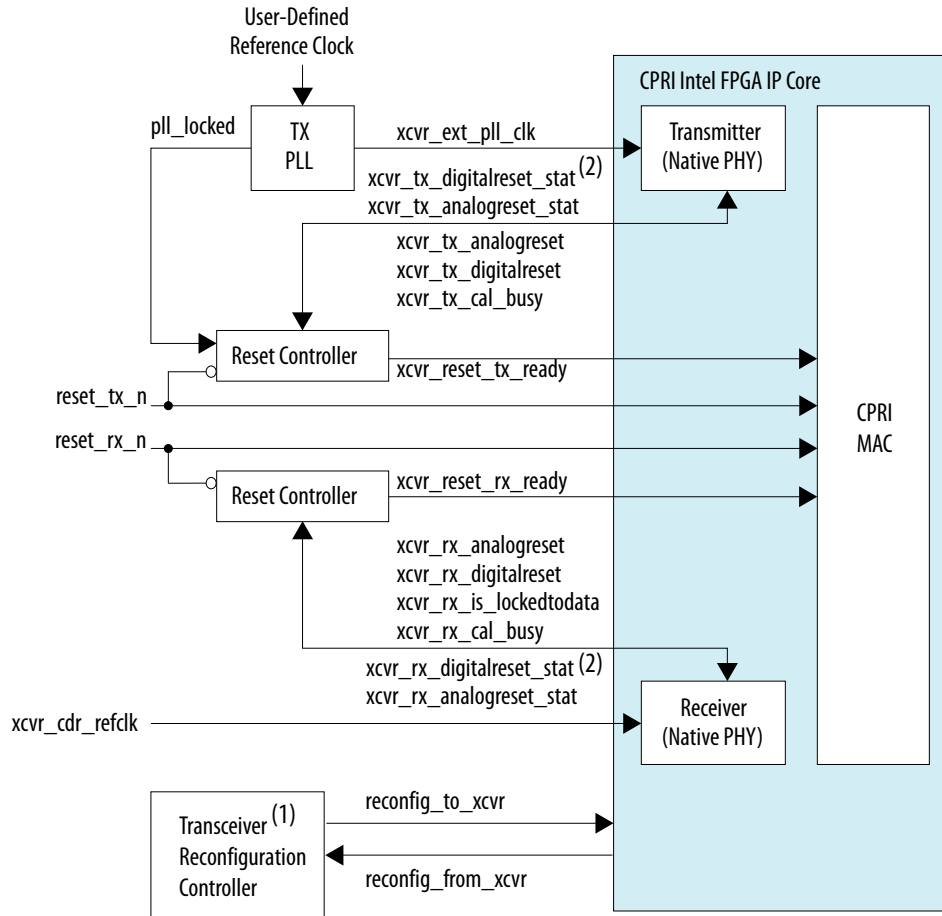 User-Defined
Reference Clock
CPRI Intel FPGA IP Core
pll_locked
TX
PLL
xcvr_ext_pll_clk
Transmitter
(Native PHY)
xcvr_tx_digitalreset_stat (2)
xcvr_tx_analogreset_stat
xcvr_tx_analogreset
xcvr_tx_digitalreset
xcvr_tx_cal_busy
Reset Controller
xcvr_reset_tx_ready
reset_tx_n
CPRI
MAC
reset_rx_n
Reset Controller
xcvr_reset_rx_ready
xcvr_rx_analogreset
xcvr_rx_digitalreset
xcvr_rx_is_lockedtodata
xcvr_rx_cal_busy
xcvr_rx_digitalreset_stat (2)
xcvr_rx_analogreset_stat
xcvr_cdr_refclk
Receiver
(Native PHY)
Transceiver (1)
Reconfiguration
Controller
reconfig_to_xcvr
reconfig_from_xcvr